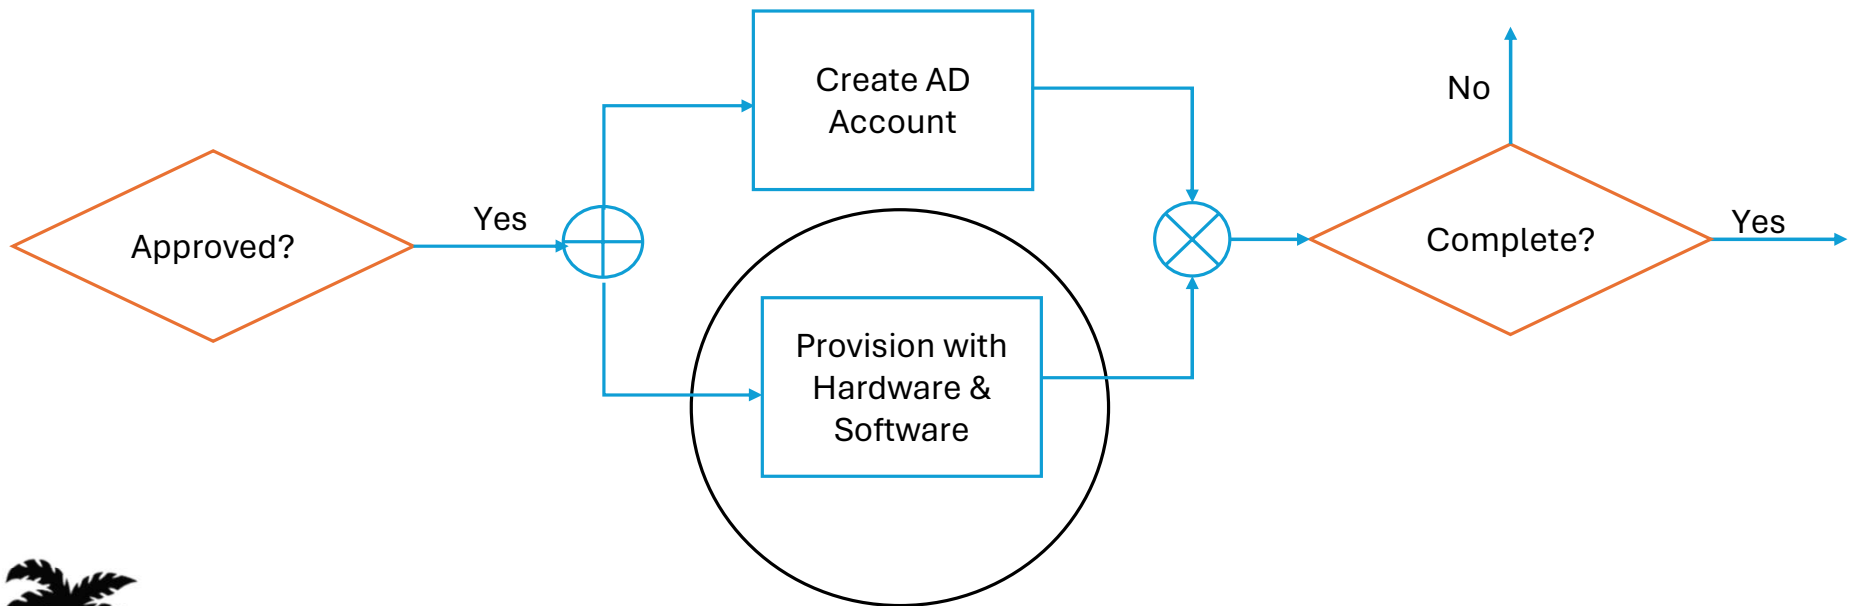 Approved?
Yes
Create AD
Account
Provision with
Hardware &
Software
Complete?
No
Yes